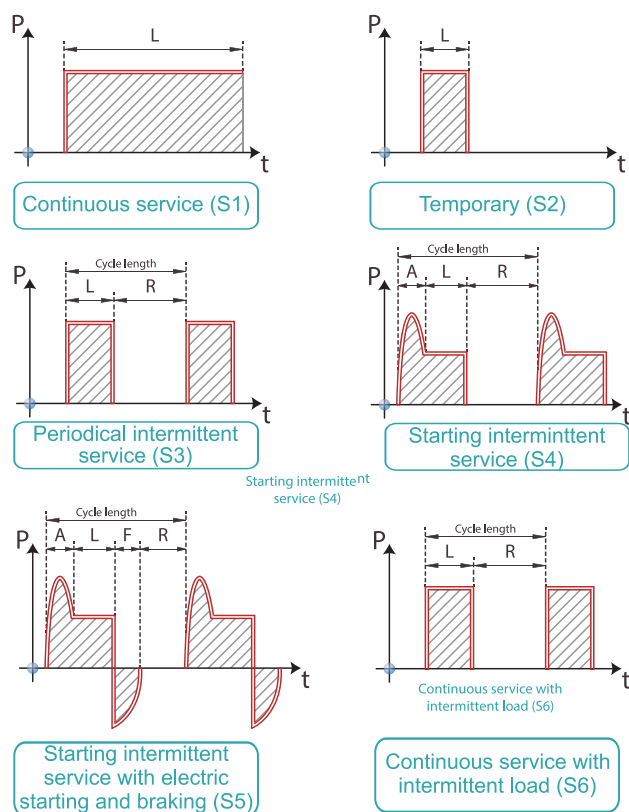 P
L
t
Continuous service (S1)
P
L
t
Temporary (S2)
P
Cycle length
L
R
t
Periodical intermittent
service (S3)
P
Cycle length
A
L
R
t
Starting interminttent
service (S4)
Starting intermittent
service (S4)
P
Cycle length
A
L
F
R
t
Starting intermittent
service with electric
starting and braking (S5)
P
Cycle length
L
R
t
Continuous service with
intermittent load (S6)
Continuous service with
intermittent load (S6)